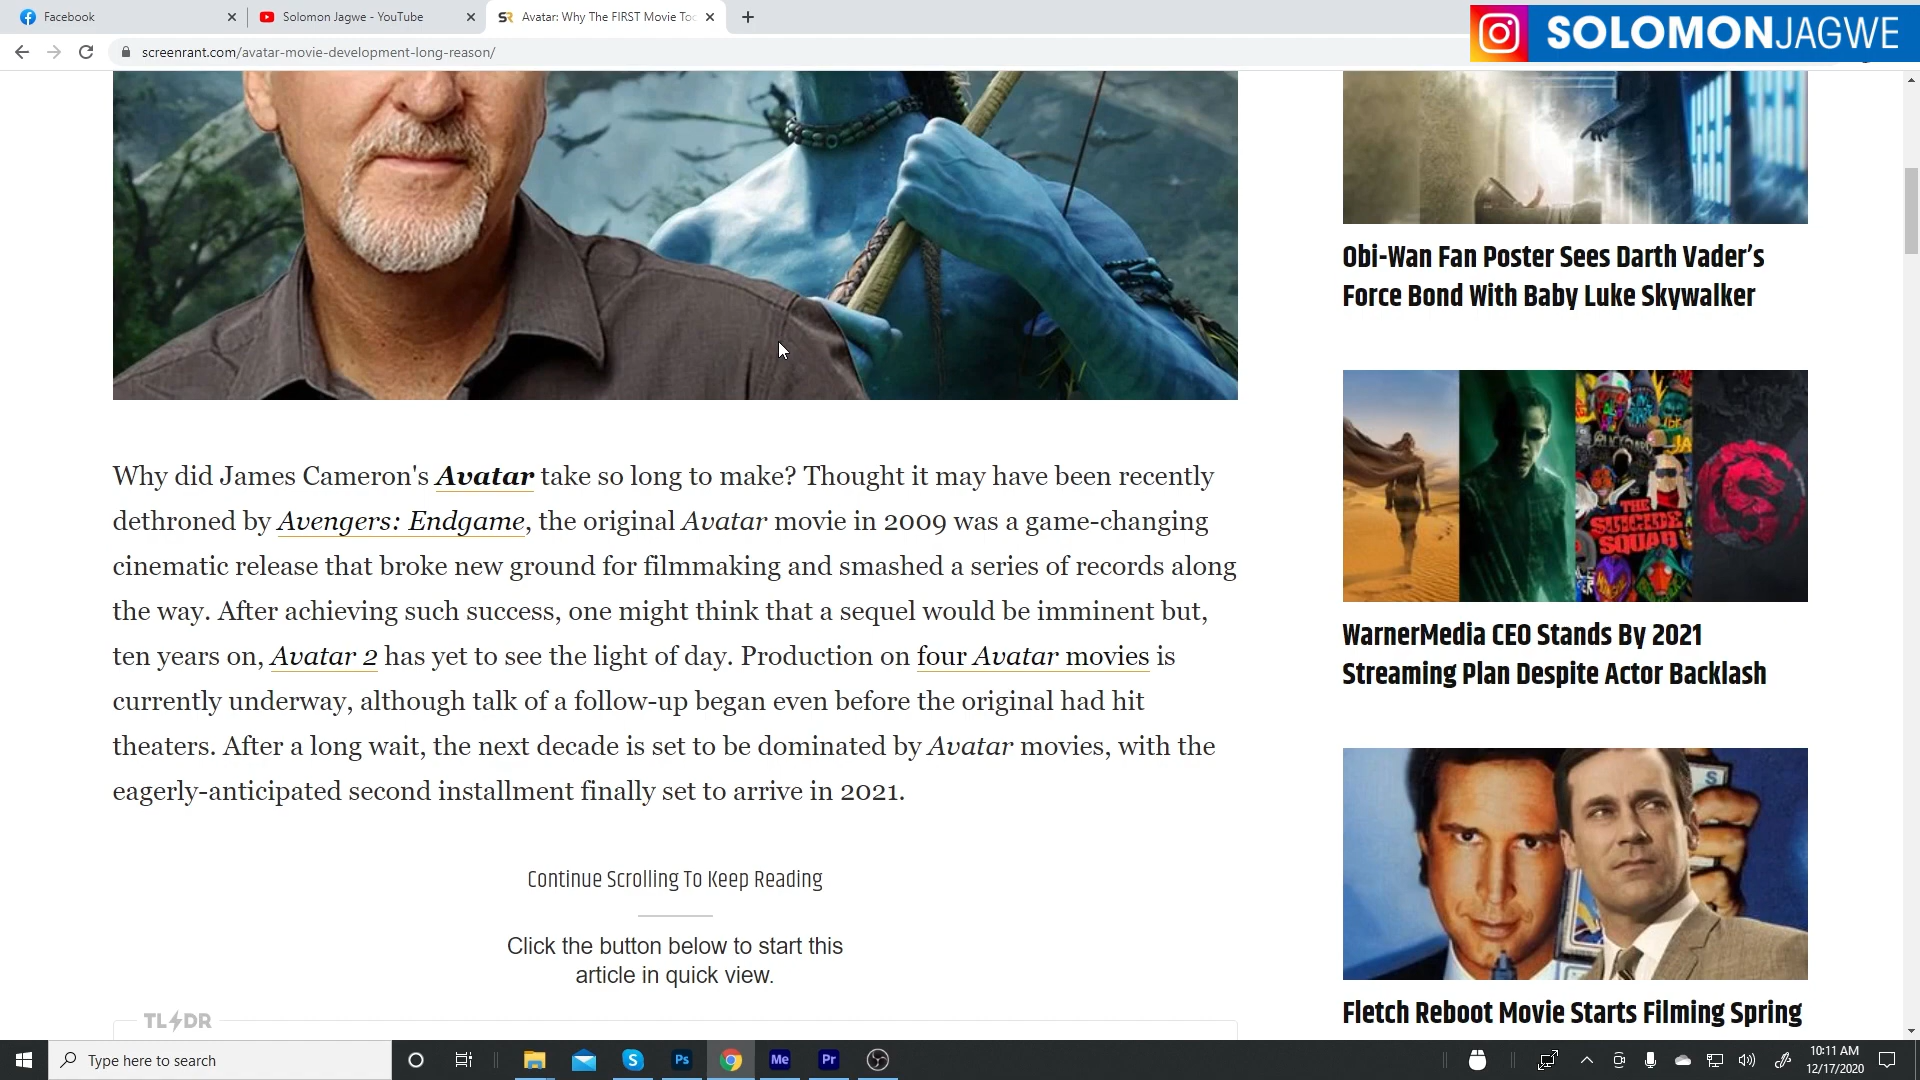 Facebook
Solomon Jagwe - YouTube
Avatar: Why The FIRST Movie Too
screenrant.com/avatar-movie-development-long-reason/
SOLOMONJAGWE
Why did James Cameron's Avatar take so long to make? Thought it may have been recently
dethroned by Avengers: Endgame, the original Avatar movie in 2009 was a game-changing
cinematic release that broke new ground for filmmaking and smashed a series of records along
the way. After achieving such success, one might think that a sequel would be imminent but,
ten years on, Avatar 2 has yet to see the light of day. Production on four Avatar movies is
currently underway, although talk of a follow-up began even before the original had hit
theaters. After a long wait, the next decade is set to be dominated by Avatar movies, with the
eagerly-anticipated second installment finally set to arrive in 2021.
Continue Scrolling To Keep Reading
Click the button below to start this
article in quick view.
TLDR
Obi-Wan Fan Poster Sees Darth Vader's
Force Bond With Baby Luke Skywalker
THE
SUICIDE
SQUAD
WarnerMedia CEO Stands By 2021
Streaming Plan Despite Actor Backlash
Fletch Reboot Movie Starts Filming Spring
Type here to search
Ps
Me
Pr
10:11 AM
12/17/2020